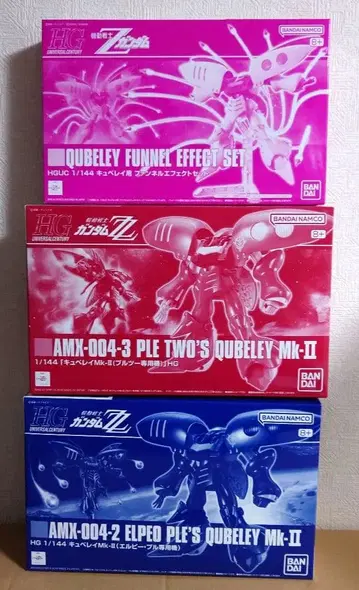 HG
UNIVERSAL CENTURY
機動戦士
Zガンダム
BANDAI NAMCO
8+
QUBELEY FUNNEL EFFECT SET
HGUC 1/144 キュベレイ用 ファンネルエフェクトセット
BAN
DAI
HG
UNIVERSAL CENTURY
機動戦士
ガンダムZZ
BANDAI NAMCO
8+
AMX-004-3 PLE TWO'S QUBELEY Mk-II
1/144「キュベレイMk-II(プルツー専用機)」HG
BAN
DAI
HG
UNIVERSAL CENTURY
機動戦士
ガンダムZZ
BANDAI NAMCO
8+
AMX-004-2 ELPEO PLE'S QUBELEY Mk-II
HG 1/144 キュベレイMk-II(エルピー・プル専用機)
BAN
DAI